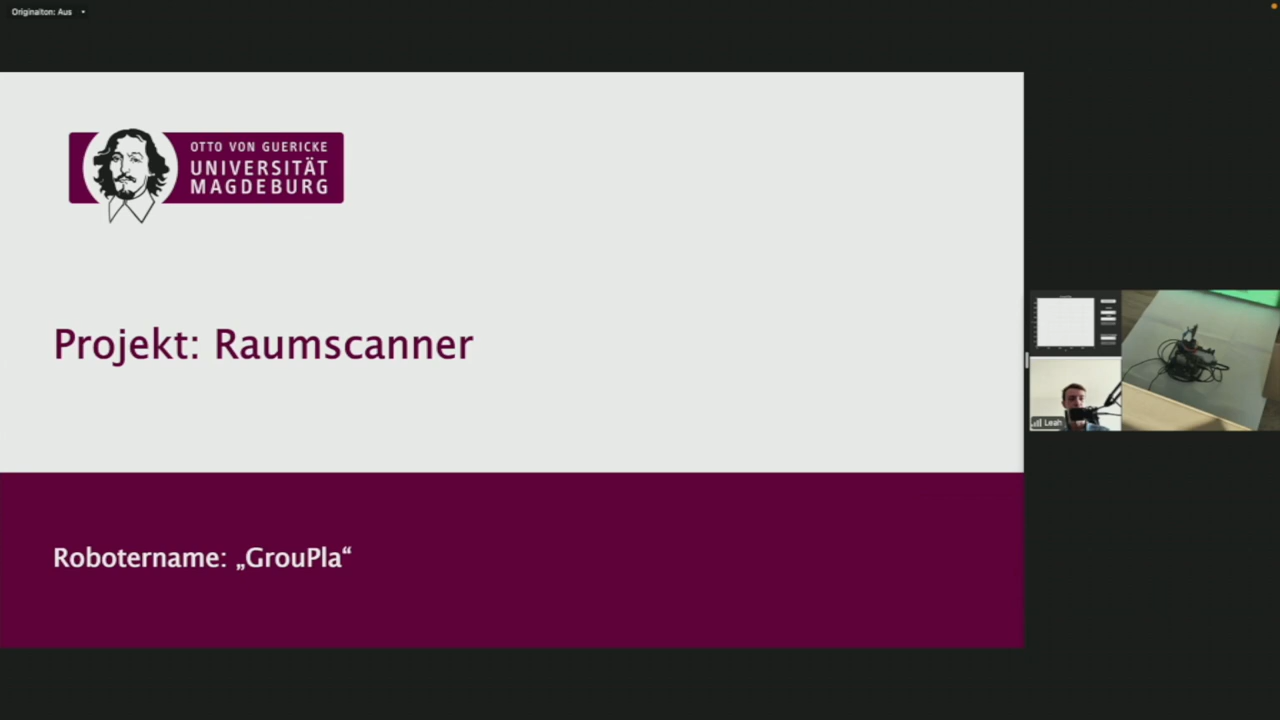 Originalton: Aus
OTTO VON GUERICKE
UNIVERSITÄT
MAGDEBURG
Projekt: Raumscanner
Robotername: „GrouPla“
Leah